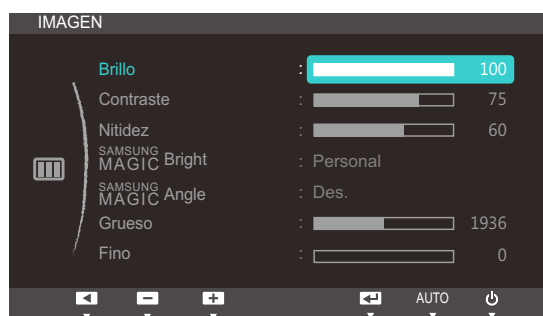 IMAGEN
Brillo : 100
Contraste : 75
Nitidez : 60
SAMSUNG MAGIC Bright : Personal
SAMSUNG MAGIC Angle : Des.
Grueso : 1936
Fino : 0
AUTO